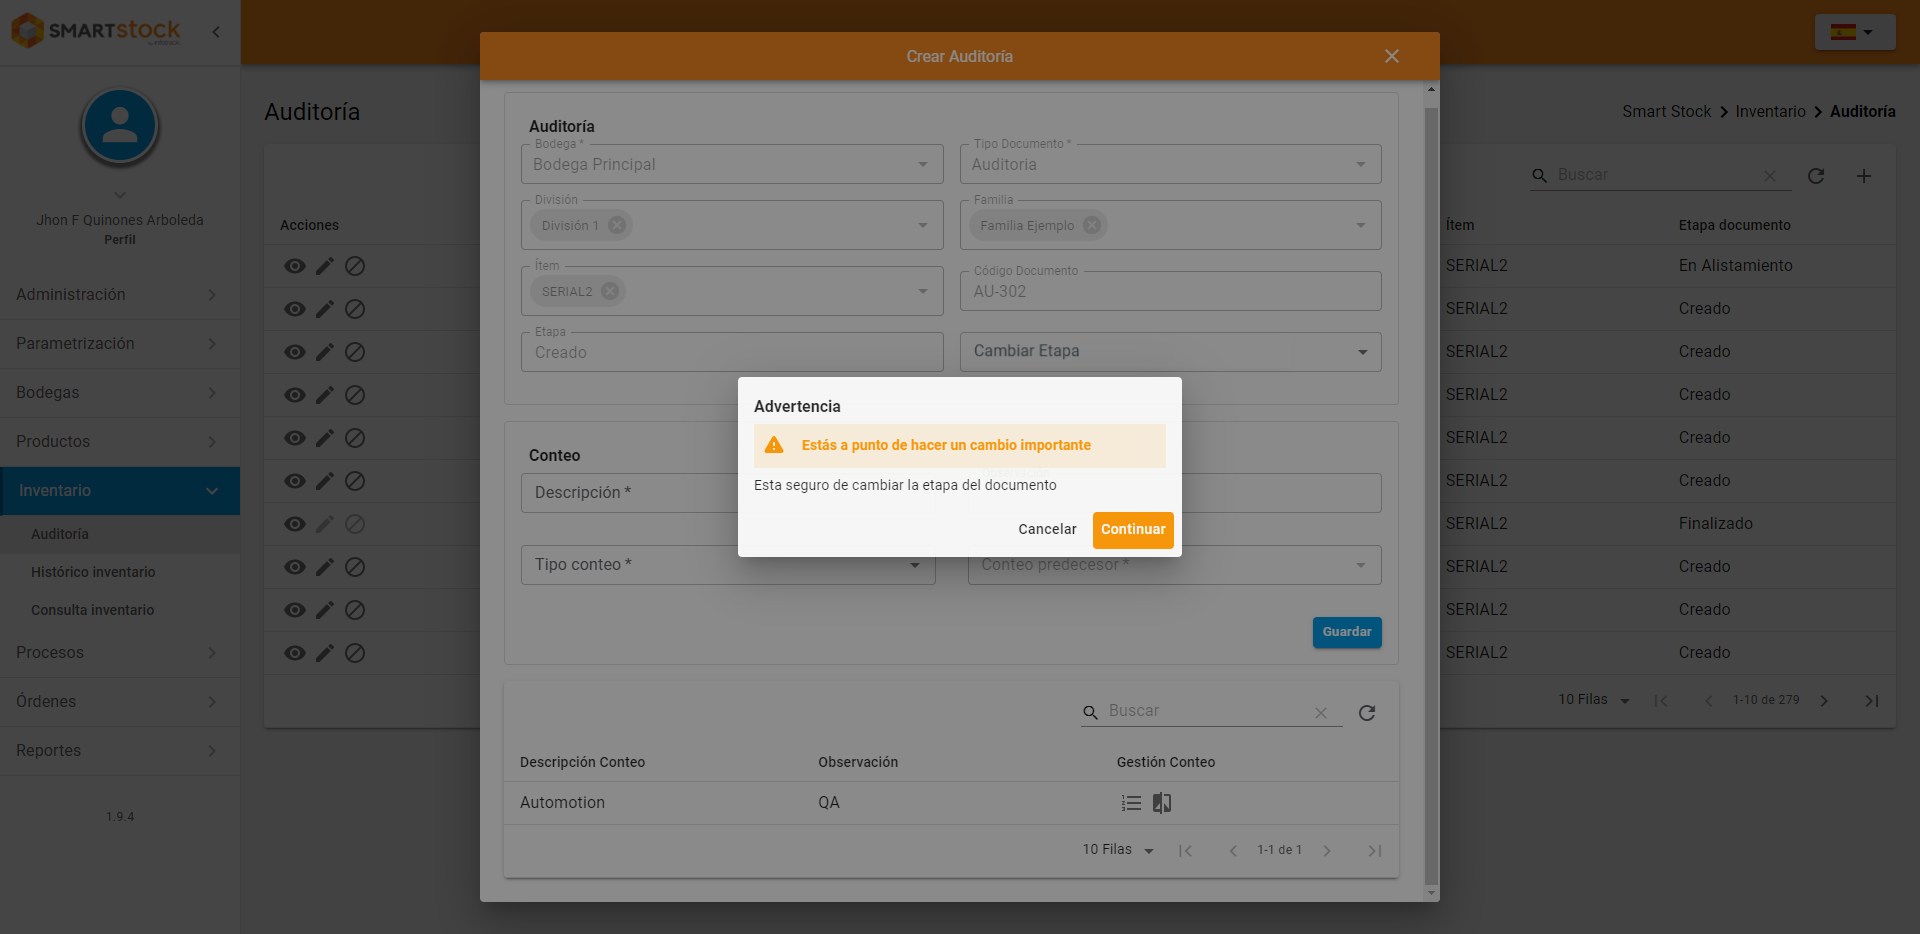 SMARTstock
Jhon F Quinones Arboleda
Perfil
Administración
Parametrización
Bodegas
Productos
Inventario
Auditoría
Histórico inventario
Consulta inventario
Procesos
Órdenes
Reportes
1.9.4
Auditoría
Smart Stock > Inventario > Auditoría
Buscar
Acciones
Ítem
Etapa documento
SERIAL2
En Alistamiento
SERIAL2
Creado
SERIAL2
Creado
SERIAL2
Creado
SERIAL2
Creado
SERIAL2
Creado
SERIAL2
Finalizado
SERIAL2
Creado
SERIAL2
Creado
SERIAL2
Creado
10 Filas
1-10 de 279
Crear Auditoría
Auditoría
Bodega *
Bodega Principal
Tipo Documento *
Auditoria
División
División 1
Familia
Familia Ejemplo
Ítem
SERIAL2
Código Documento
AU-302
Etapa
Creado
Cambiar Etapa
Conteo
Descripción *
Tipo conteo *
Conteo predecesor *
Guardar
Buscar
Descripción Conteo
Observación
Gestión Conteo
Automotion
QA
10 Filas
1-1 de 1
Advertencia
Estás a punto de hacer un cambio importante
Esta seguro de cambiar la etapa del documento
Cancelar
Continuar